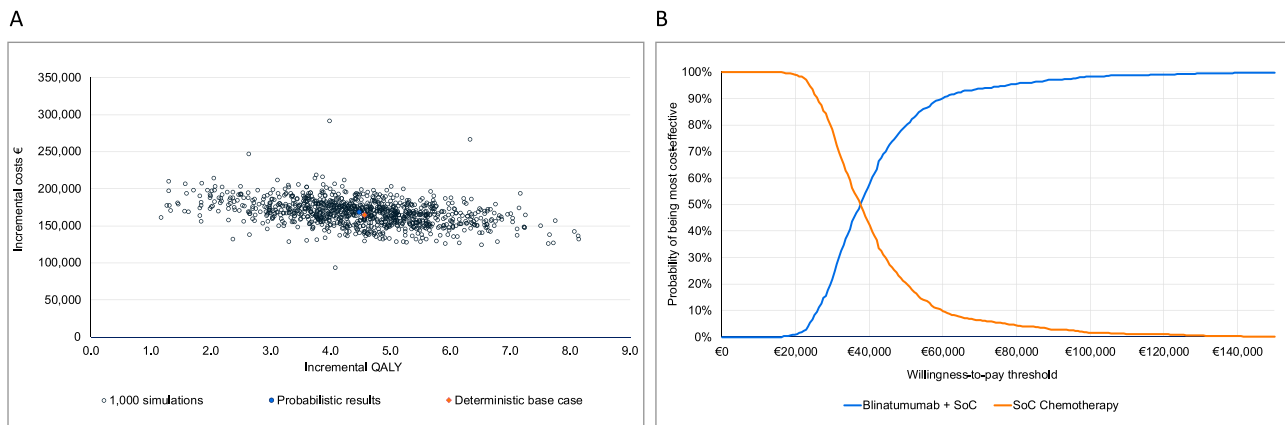 A
Incremental costs €
350,000
300,000
250,000
200,000
150,000
100,000
50,000
0
0.0 1.0 2.0 3.0 4.0 5.0 6.0 7.0 8.0 9.0
Incremental QALY
1,000 simulations Probabilistic results Deterministic base case
B
Probability of being most cost-effective
100%
90%
80%
70%
60%
50%
40%
30%
20%
10%
0%
€0 €20,000 €40,000 €60,000 €80,000 €100,000 €120,000 €140,000
Willingness-to-pay threshold
Blinatumumab + SoC SoC Chemotherapy